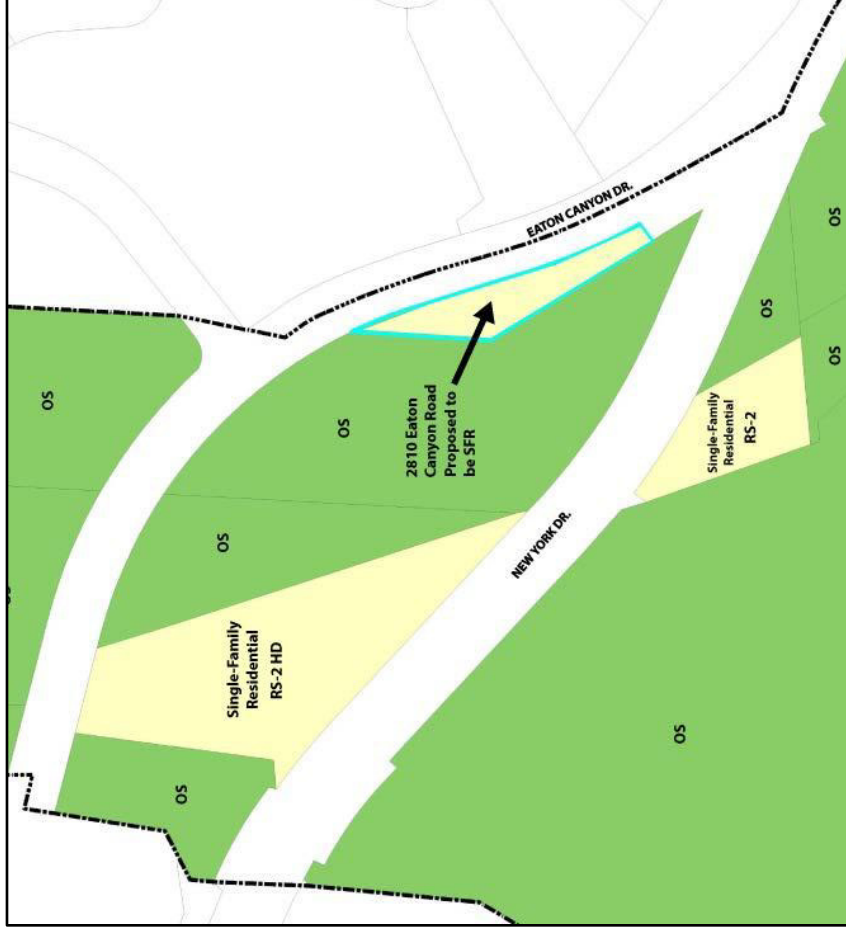 OS
OS
OS
OS
OS
OS
OS
OS
EATON CANYON DR.
2810 Eaton
Canyon Road
Proposed to
be SFR
NEW YORK DR.
Single-Family
Residential
RS-2 HD
Single-Family
Residential
RS-2